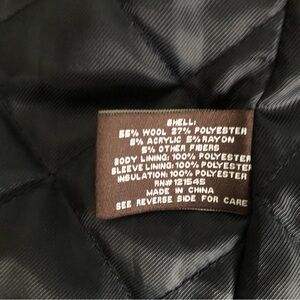 SHELL:
55% WOOL 27% POLYESTER
8% ACRYLIC 5% RAYON
5% OTHER FIBERS
BODY LINING: 100% POLYESTER
SLEEVE LINING: 100% POLYESTER
INSULATION: 100% POLYESTER
RN# 121545
MADE IN CHINA
SEE REVERSE SIDE FOR CARE